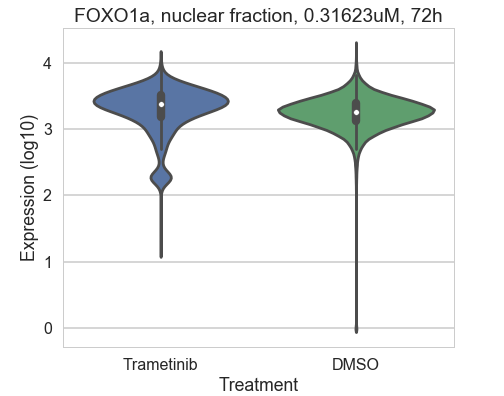 FOXO1a, nuclear fraction, 0.31623uM, 72h
Expression (log10)
4
3
2
1
0
Trametinib
DMSO
Treatment